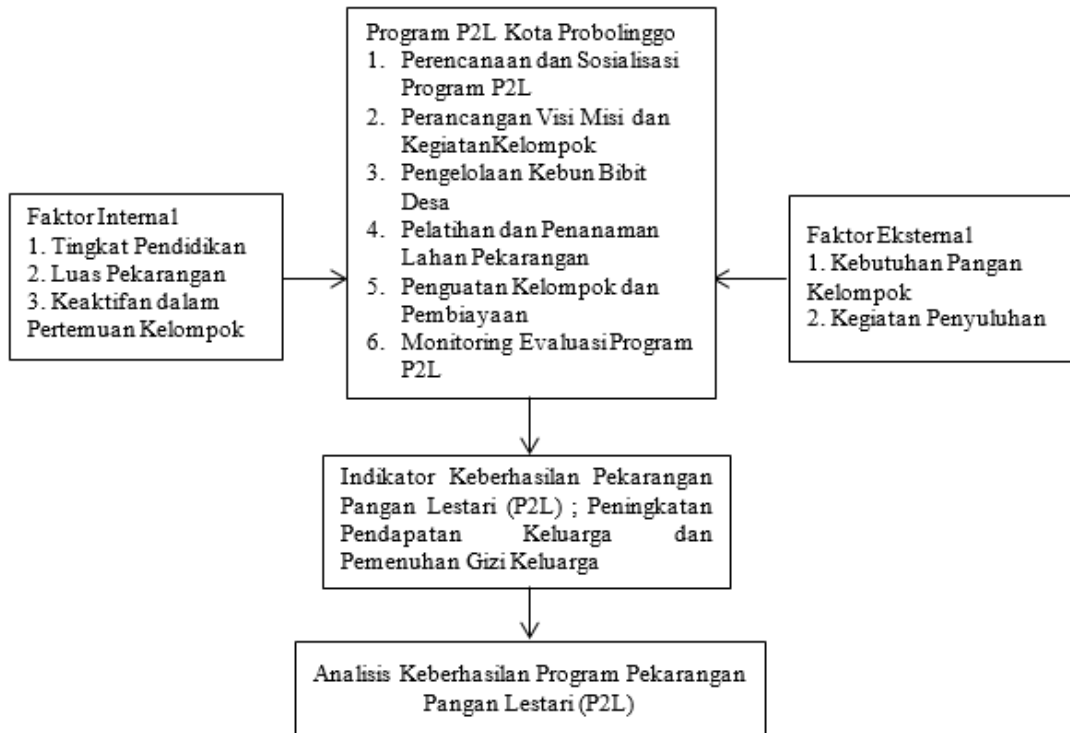 Program P2L Kota Probolinggo
1. Perencanaan dan Sosialisasi
Program P2L
2. Perancangan Visi Misi dan
KegiatanKelompok
3. Pengelolaan Kebun Bibit
Desa
4. Pelatihan dan Penanaman
Lahan Pekarangan
5. Penguatan Kelompok dan
Pembiayaan
6. Monitoring Evaluasi Program
P2L
Faktor Internal
1. Tingkat Pendidikan
2. Luas Pekarangan
3. Keaktifan dalam
Pertemuan Kelompok
Faktor Eksternal
1. Kebutuhan Pangan
Kelompok
2. Kegiatan Penyuluhan
Indikator Keberhasilan Pekarangan
Pangan Lestari (P2L) ; Peningkatan
Pendapatan Keluarga dan
Pemenuhan Gizi Keluarga
Analisis Keberhasilan Program Pekarangan
Pangan Lestari (P2L)